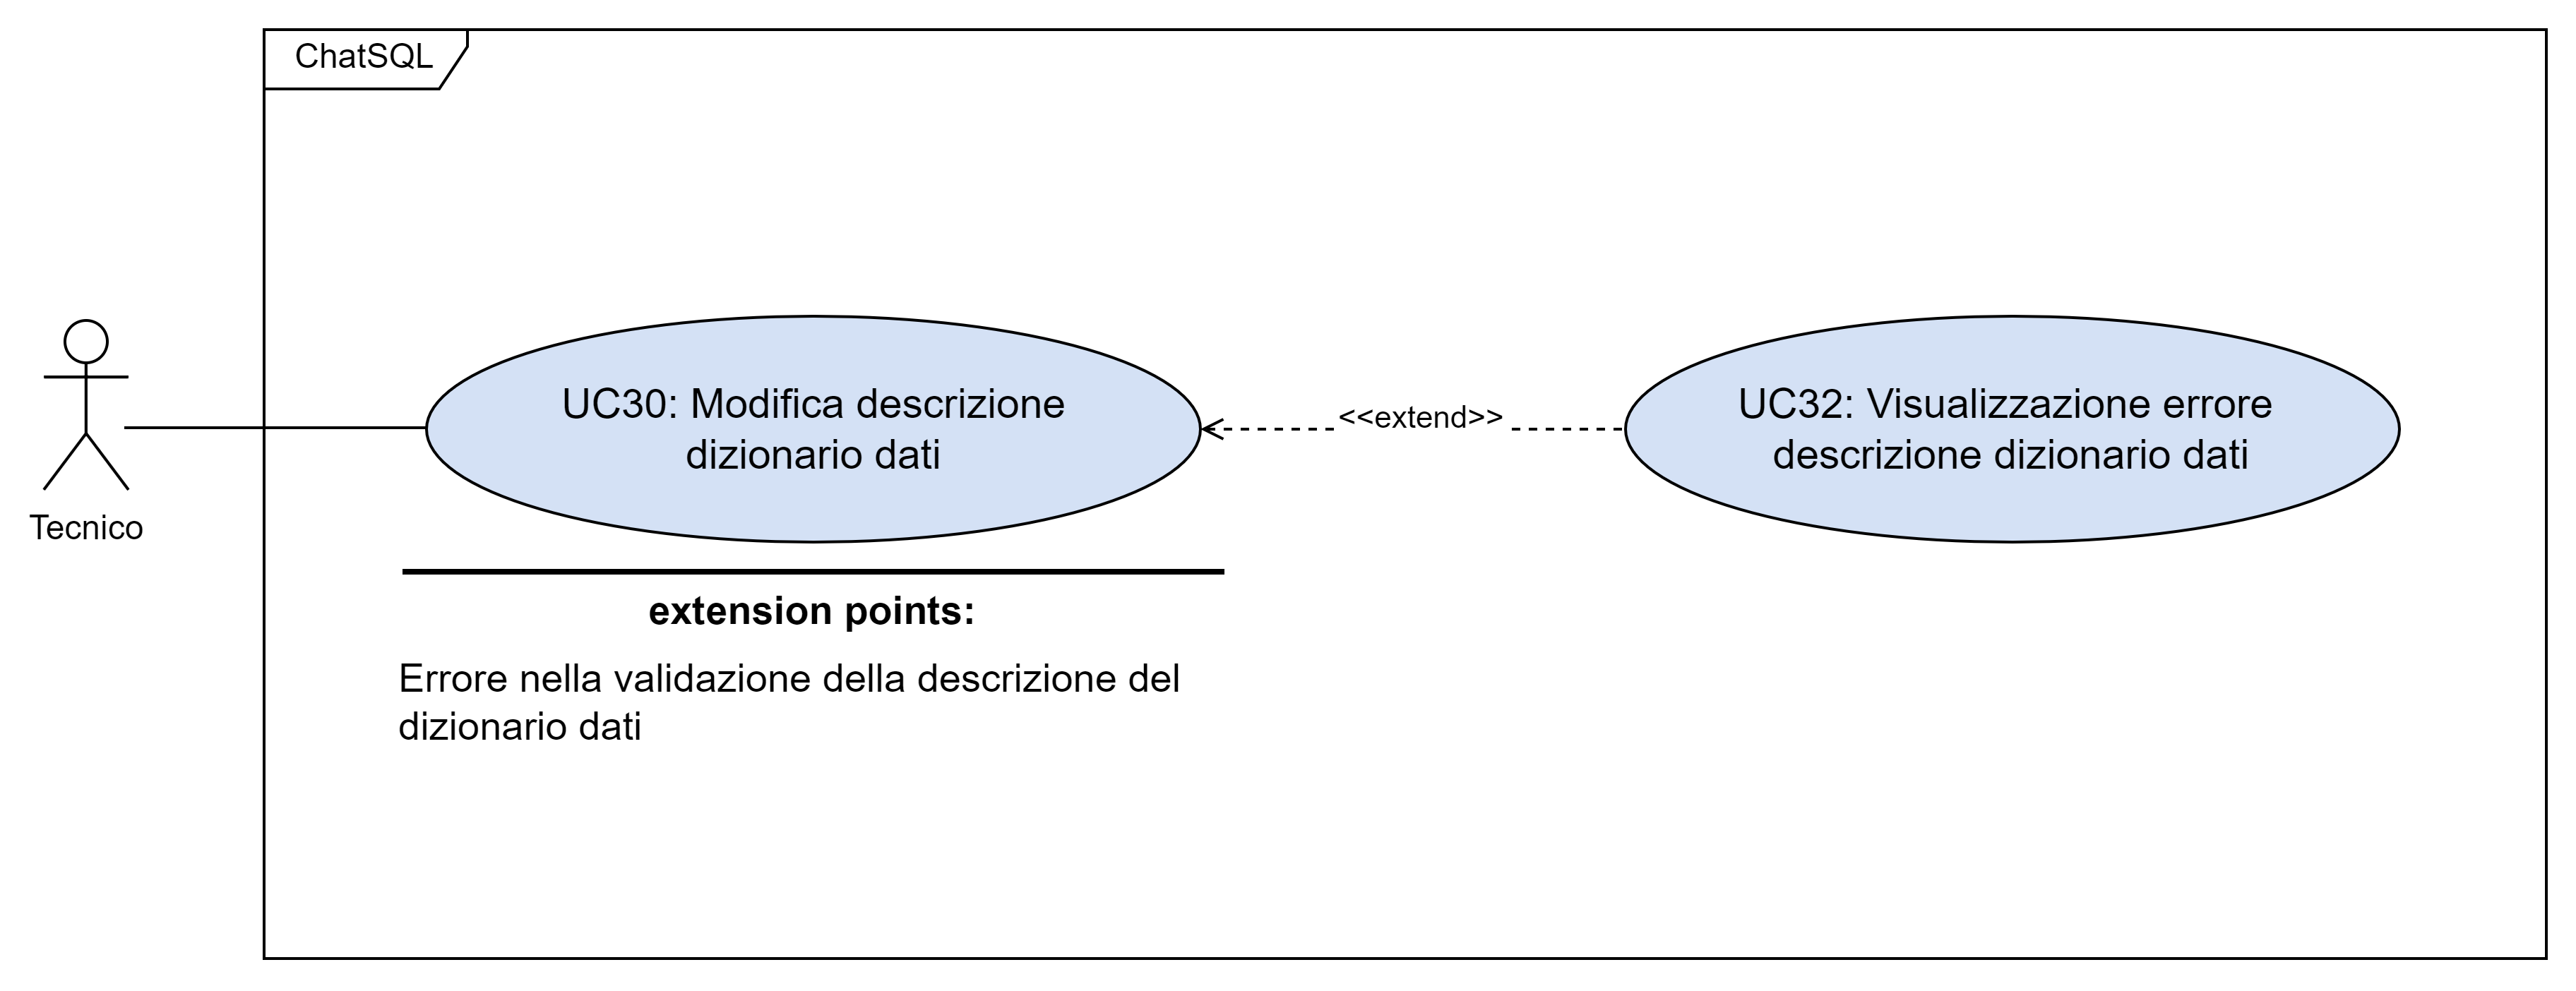 ChatSQL
Tecnico
UC30: Modifica descrizione
dizionario dati
<<extend>>
UC32: Visualizzazione errore
descrizione dizionario dati
extension points:
Errore nella validazione della descrizione del
dizionario dati